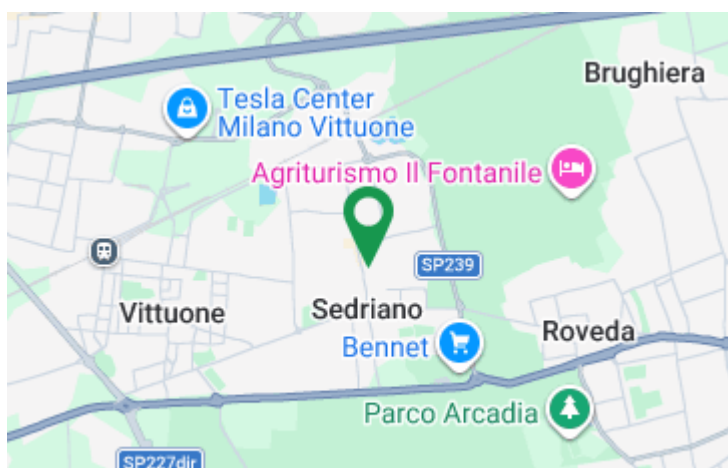 Brughiera
Tesla Center
Milano Vittuone
Agriturismo Il Fontanile
SP239
Vittuone
Sedriano
Bennet
Roveda
Parco Arcadia
SP227dir